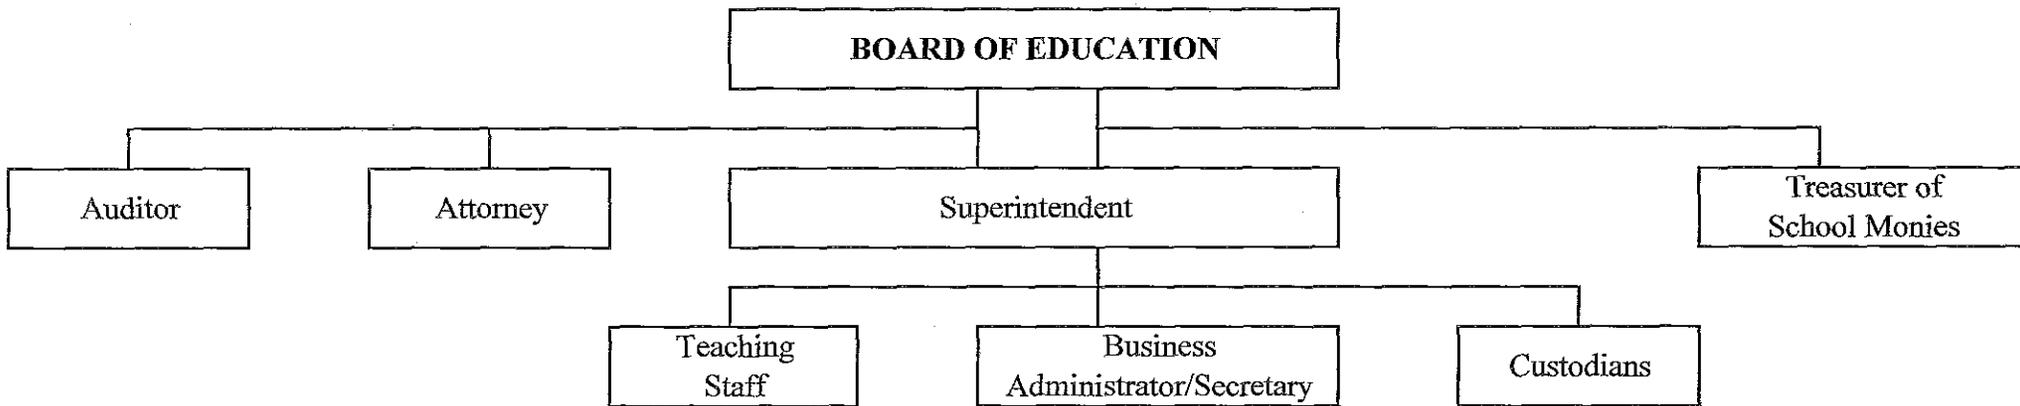 BOARD OF EDUCATION
Auditor
Attorney
Superintendent
Treasurer of
School Monies
Teaching
Staff
Business
Administrator/Secretary
Custodians